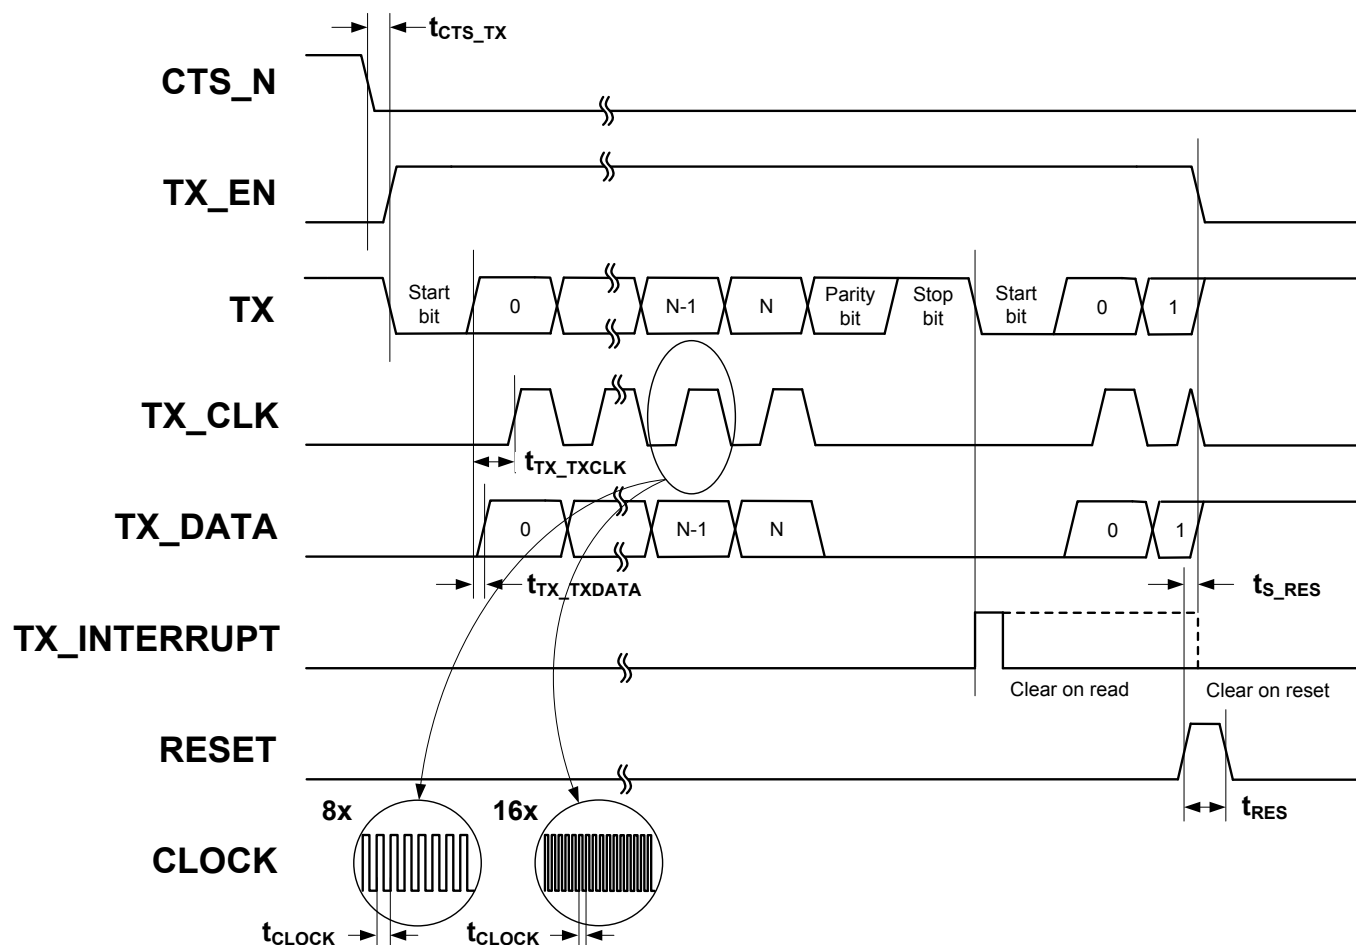 tCTS_TX
CTS_N
TX_EN
TX
Start bit
0
N-1
N
Parity bit
Stop bit
Start bit
0
1
TX_CLK
tTX_TXCLK
TX_DATA
0
N-1
N
0
1
tTX_TXDATA
tS_RES
TX_INTERRUPT
Clear on read
Clear on reset
RESET
tRES
8x
16x
CLOCK
tCLOCK
tCLOCK